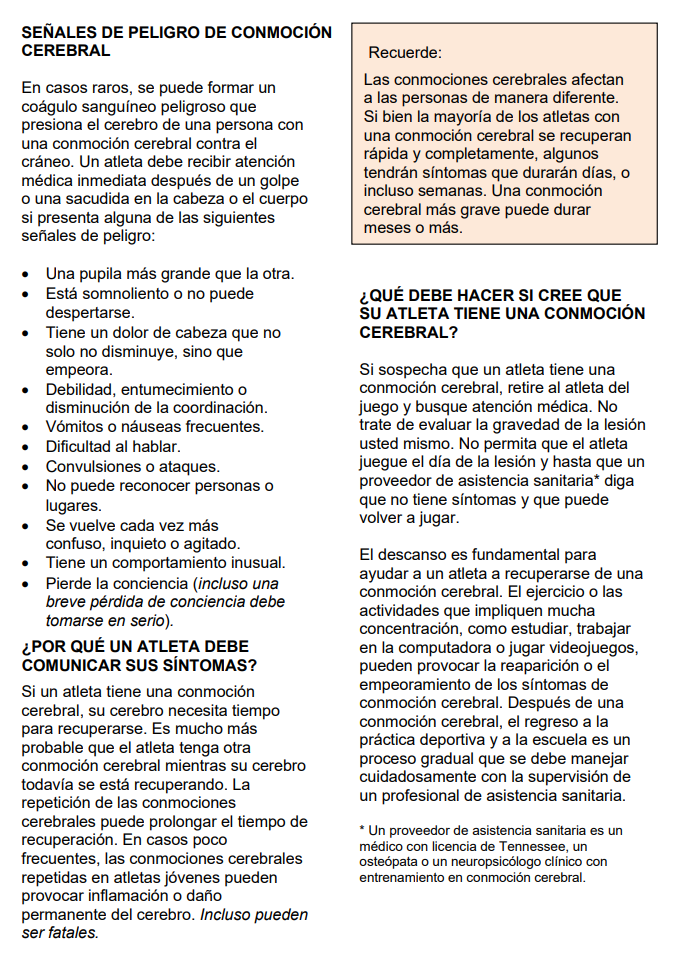 SEÑALES DE PELIGRO DE CONMOCIÓN
CEREBRAL
En casos raros, se puede formar un
coágulo sanguíneo peligroso que
presiona el cerebro de una persona con
una conmoción cerebral contra el
cráneo. Un atleta debe recibir atención
médica inmediata después de un golpe
o una sacudida en la cabeza o el cuerpo
si presenta alguna de las siguientes
señales de peligro:
• Una pupila más grande que la otra.
• Está somnoliento o no puede
despertarse.
• Tiene un dolor de cabeza que no
solo no disminuye, sino que
empeora.
• Debilidad, entumecimiento o
disminución de la coordinación.
• Vómitos o náuseas frecuentes.
• Dificultad al hablar.
• Convulsiones o ataques.
• No puede reconocer personas o
lugares.
• Se vuelve cada vez más
confuso, inquieto o agitado.
• Tiene un comportamiento inusual.
• Pierde la conciencia (incluso una
breve pérdida de conciencia debe
tomarse en serio).
¿POR QUÉ UN ATLETA DEBE
COMUNICAR SUS SÍNTOMAS?
Si un atleta tiene una conmoción
cerebral, su cerebro necesita tiempo
para recuperarse. Es mucho más
probable que el atleta tenga otra
conmoción cerebral mientras su cerebro
todavía se está recuperando. La
repetición de las conmociones
cerebrales puede prolongar el tiempo de
recuperación. En casos poco
frecuentes, las conmociones cerebrales
repetidas en atletas jóvenes pueden
provocar inflamación o daño
permanente del cerebro. Incluso pueden
ser fatales.
Recuerde:
Las conmociones cerebrales afectan
a las personas de manera diferente.
Si bien la mayoría de los atletas con
una conmoción cerebral se recuperan
rápida y completamente, algunos
tendrán síntomas que durarán días, o
incluso semanas. Una conmoción
cerebral más grave puede durar
meses o más.
¿QUÉ DEBE HACER SI CREE QUE
SU ATLETA TIENE UNA CONMOCIÓN
CEREBRAL?
Si sospecha que un atleta tiene una
conmoción cerebral, retire al atleta del
juego y busque atención médica. No
trate de evaluar la gravedad de la lesión
usted mismo. No permita que el atleta
juegue el día de la lesión y hasta que un
proveedor de asistencia sanitaria* diga
que no tiene síntomas y que puede
volver a jugar.
El descanso es fundamental para
ayudar a un atleta a recuperarse de una
conmoción cerebral. El ejercicio o las
actividades que impliquen mucha
concentración, como estudiar, trabajar
en la computadora o jugar videojuegos,
pueden provocar la reaparición o el
empeoramiento de los síntomas de
conmoción cerebral. Después de una
conmoción cerebral, el regreso a la
práctica deportiva y a la escuela es un
proceso gradual que se debe manejar
cuidadosamente con la supervisión de
un profesional de asistencia sanitaria.
* Un proveedor de asistencia sanitaria es un
médico con licencia de Tennessee, un
osteópata o un neuropsicólogo clínico con
entrenamiento en conmoción cerebral.